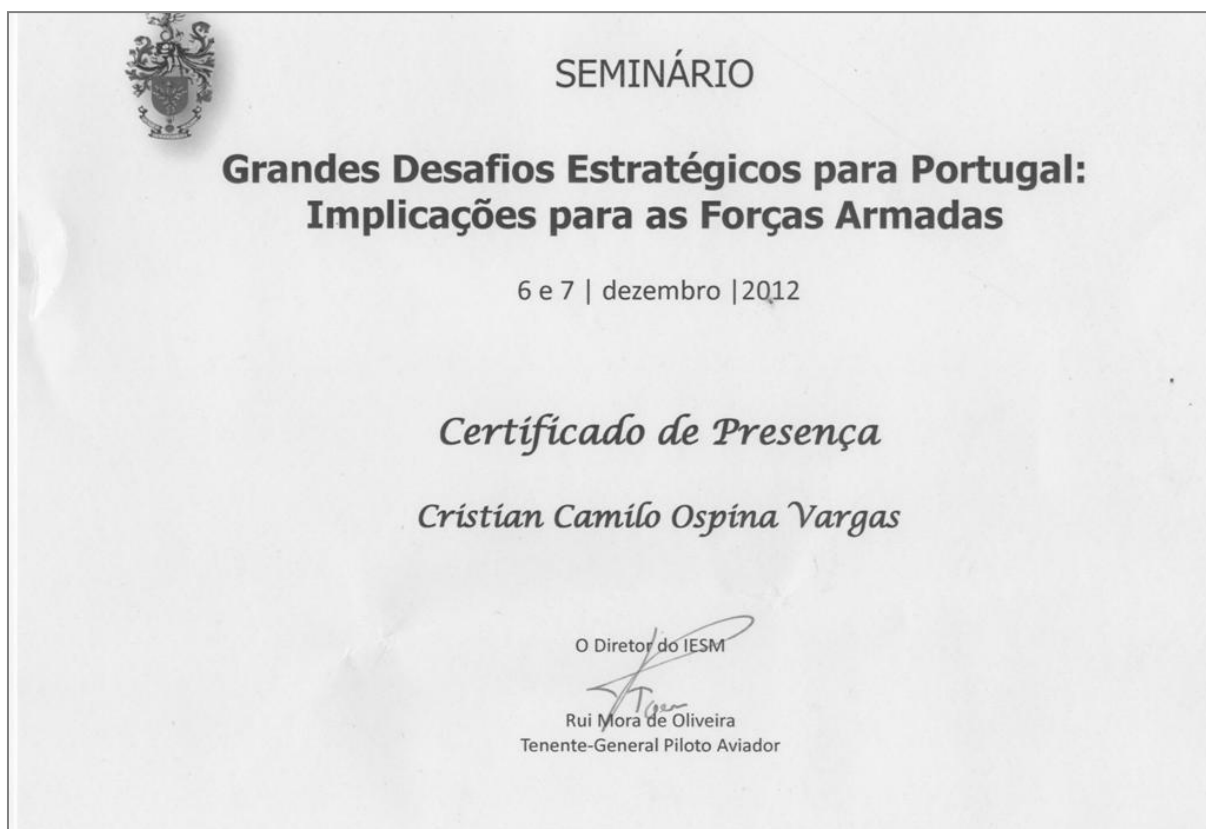 SEMINÁRIO
Grandes Desafios Estratégicos para Portugal:
Implicações para as Forças Armadas
6 e 7 | dezembro |2012
Certificado de Presença
Cristian Camilo Ospina Vargas
O Diretor do IESM
Rui Mora de Oliveira
Tenente-General Piloto Aviador